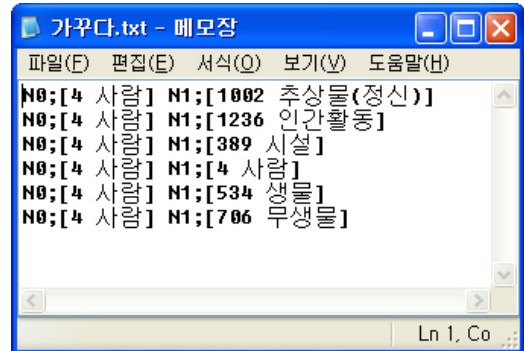 가꾸다.txt - 메모장
파일(F) 편집(E) 서식(O) 보기(V) 도움말(H)
N0;[4 사람] N1;[1002 추상물(정신)]
N0;[4 사람] N1;[1236 인간활동]
N0;[4 사람] N1;[389 시설]
N0;[4 사람] N1;[4 사람]
N0;[4 사람] N1;[534 생물]
N0;[4 사람] N1;[706 무생물]
Ln 1, Co